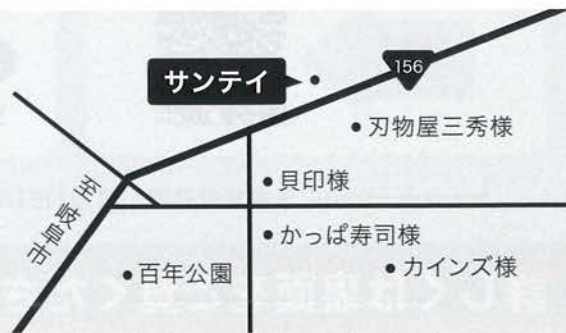 156
サンテイ
刃物屋三秀様
貝印様
至 岐阜市
かっぱ寿司様
カインズ様
百年公園